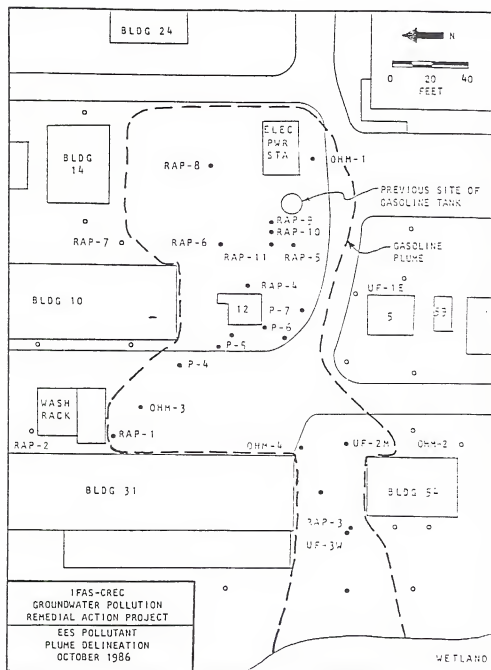 BLDG 24
N
0 20 40
FEET
ELEC
PWR
STA
BLDG
14
RAP-8
OHM-1
PREVIOUS SITE OF
GASOLINE TANK
RAP-9
RAP-10
RAP-7
RAP-6
RAP-11
RAP-5
GASOLINE
PLUME
RAP-4
UF-1E
BLDG 10
12
P-7
5
P-6
P-5
P-4
WASH
RACK
OHM-3
RAP-1
RAP-2
OHM-4
UF-2M
OHM-2
BLDG 31
BLDG 54
RAP-3
UF-3W
IFAS-CREC
GROUNDWATER POLLUTION
REMEDIAL ACTION PROJECT
EES POLLUTANT
PLUME DELINEATION
OCTOBER 1986
WETLAND